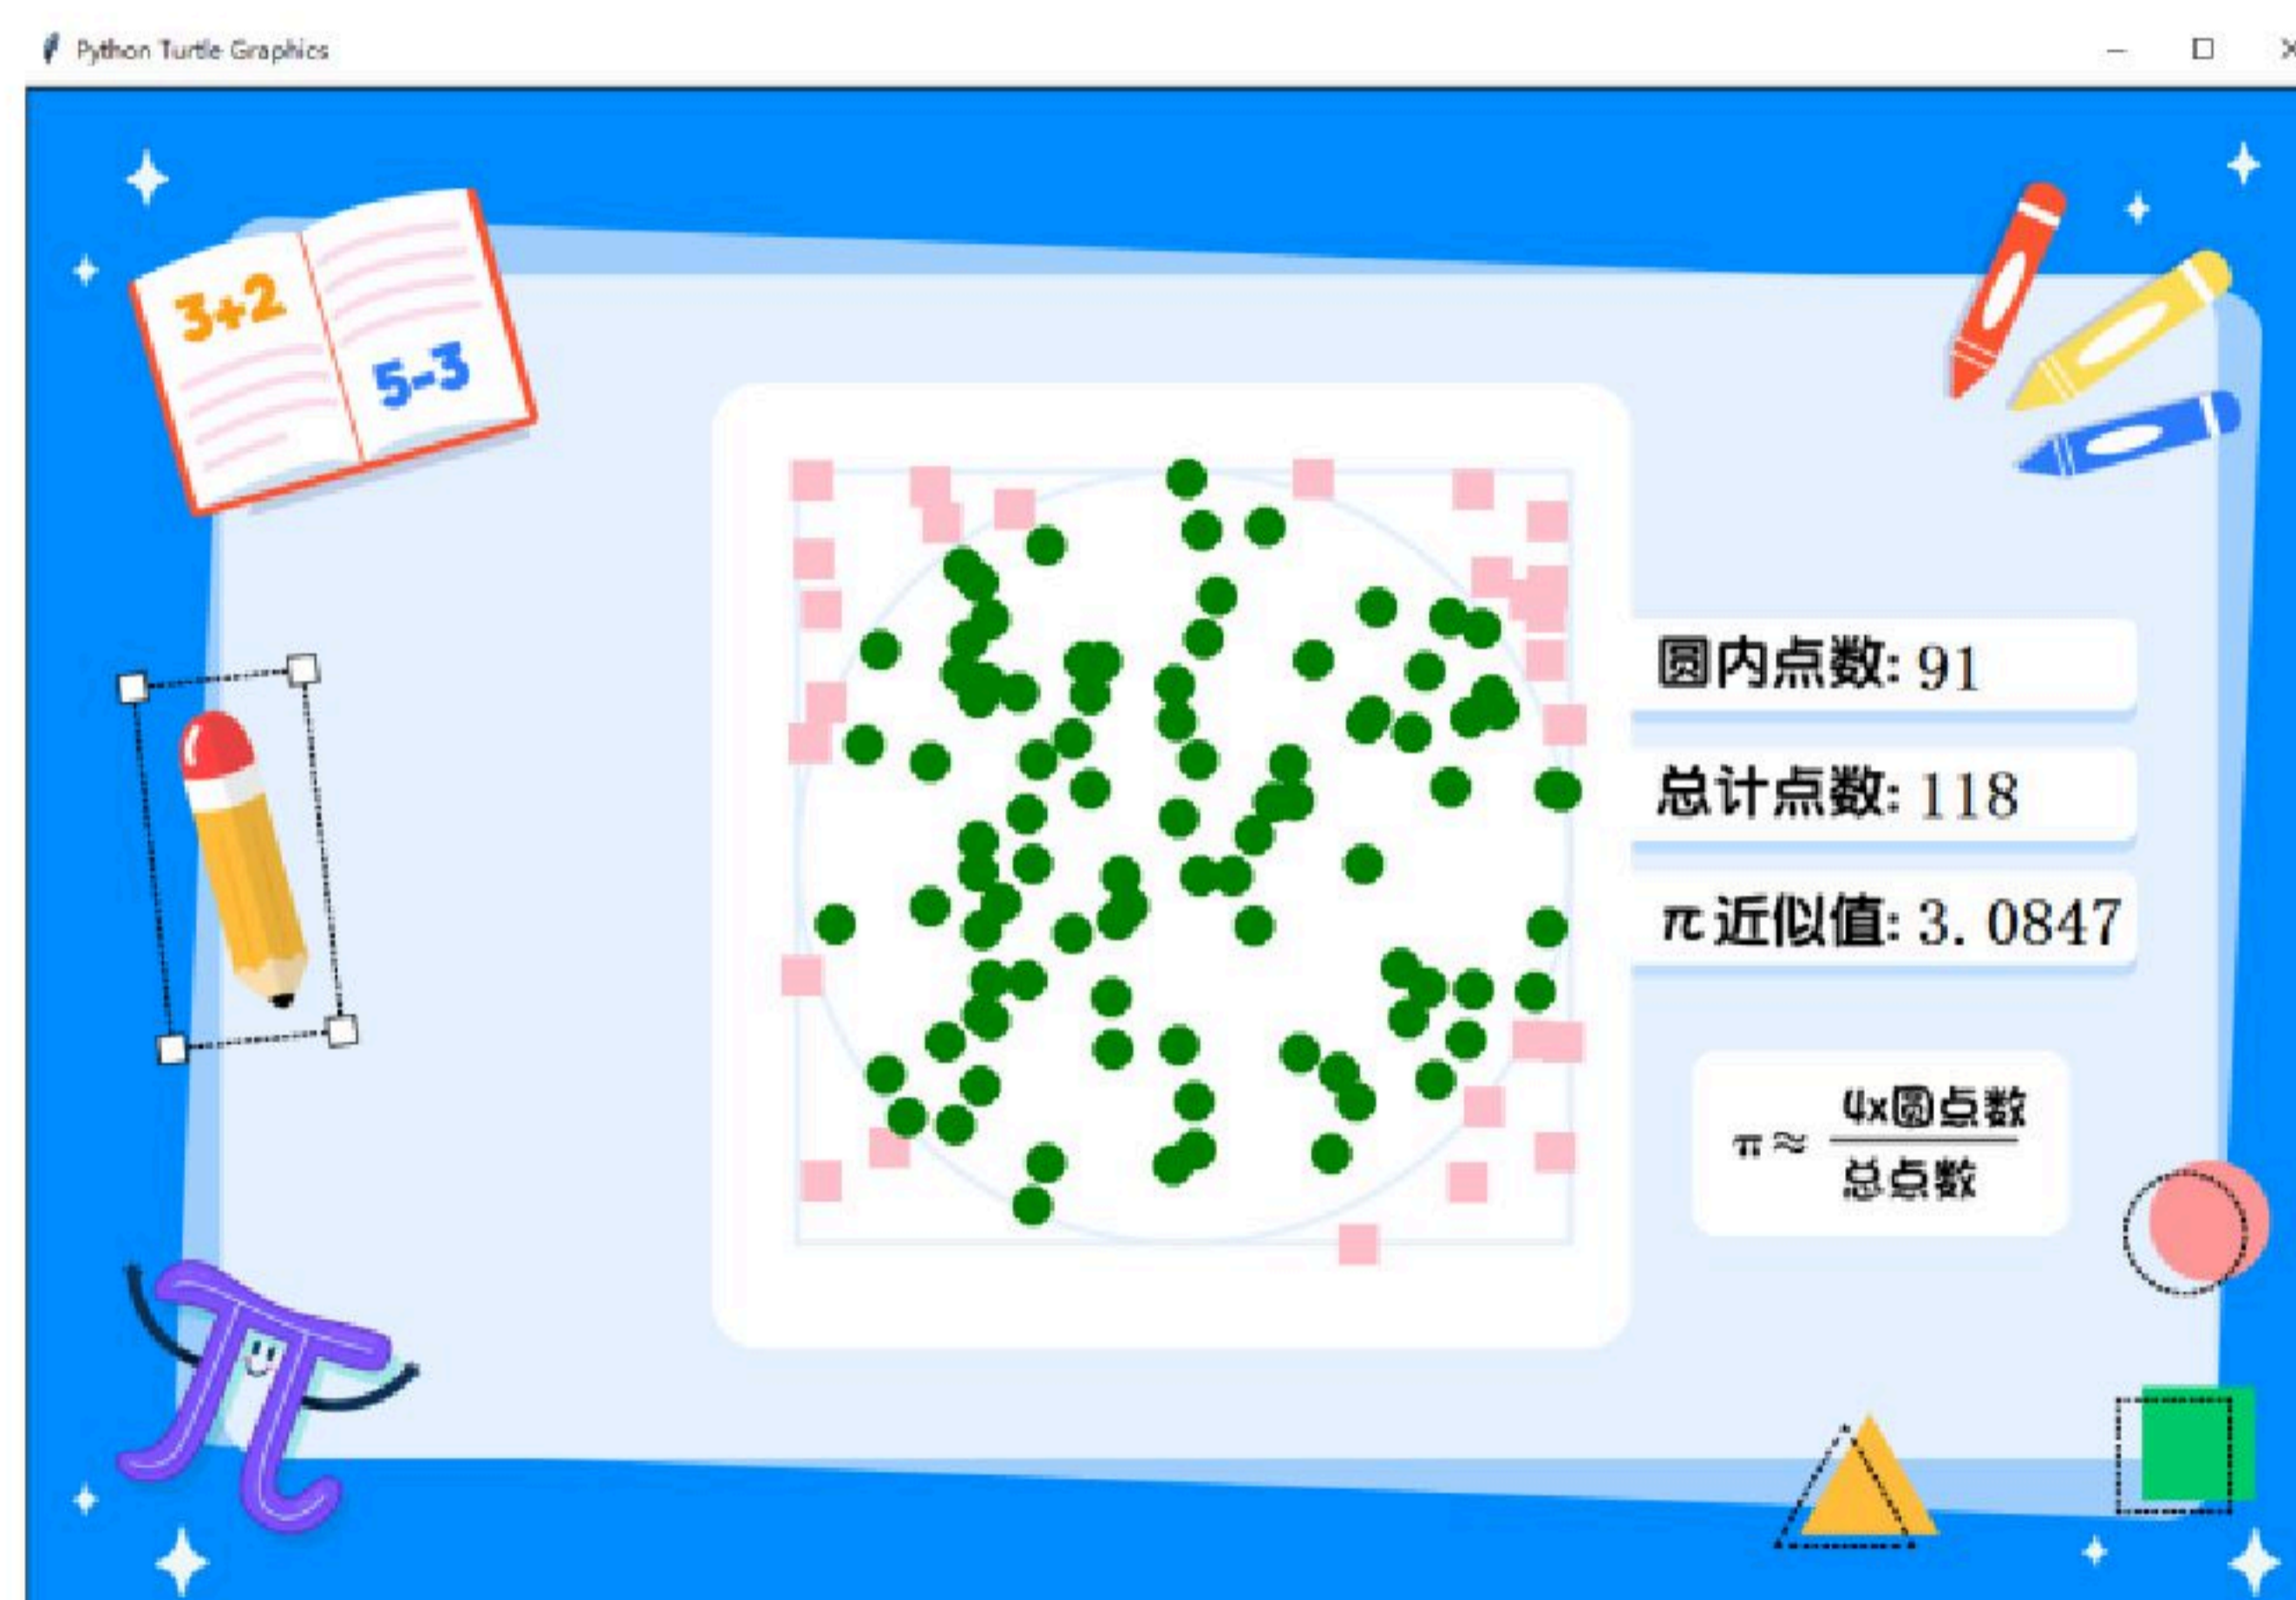 Python Turtle Graphics
3+2
5-3
圆内点数: 91
总计点数: 118
π近似值: 3.0847
π≈
4x圆点数
总点数